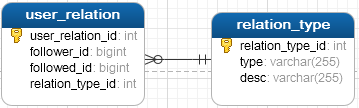 user_relation
user_relation_id: int
follower_id: bigint
followed_id: bigint
relation_type_id: int
relation_type
relation_type_id: int
type: varchar(255)
desc: varchar(255)